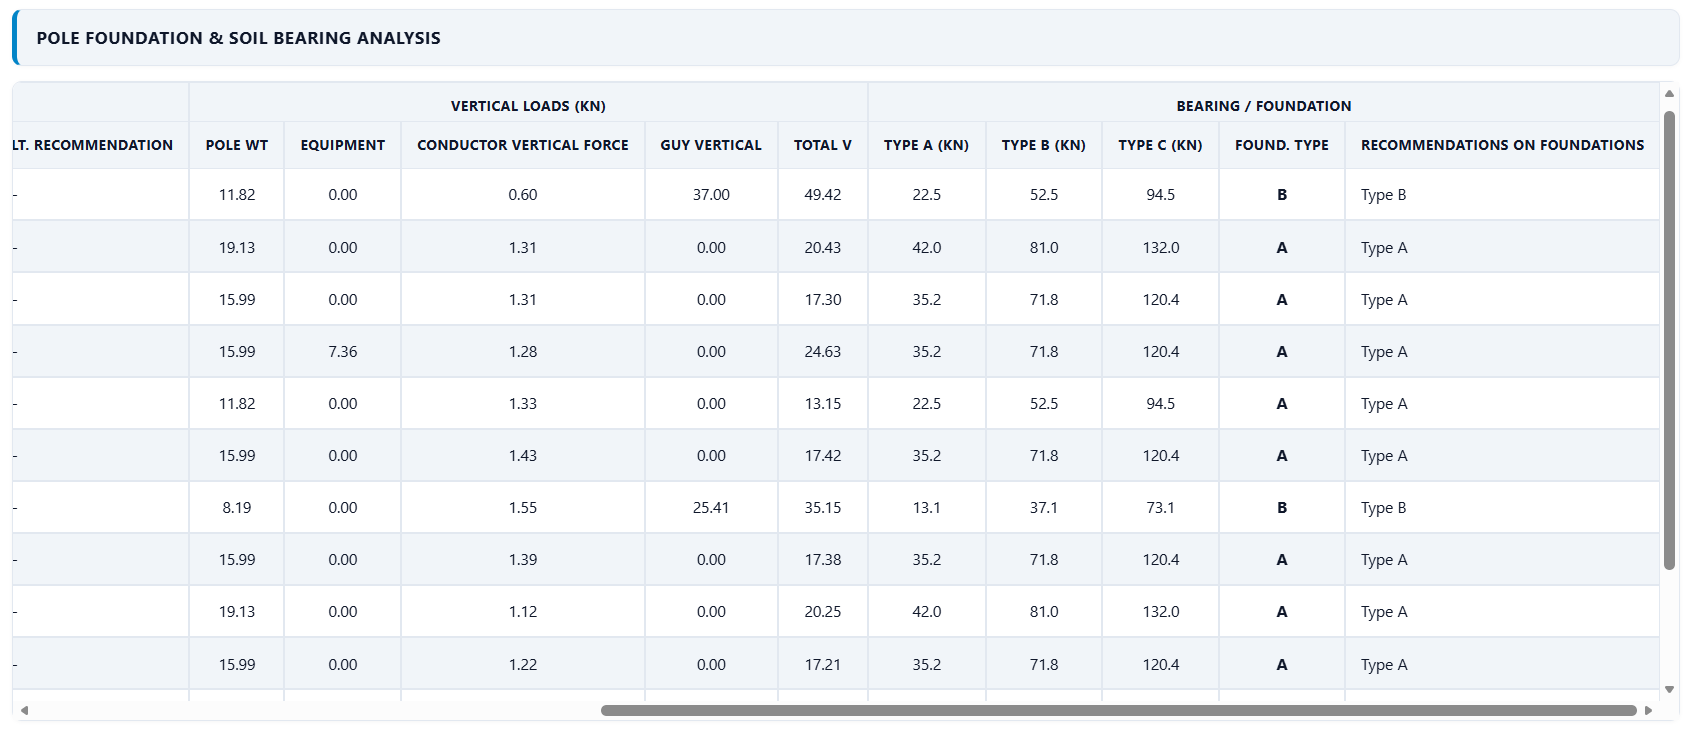 POLE FOUNDATION & SOIL BEARING ANALYSIS
VERTICAL LOADS (KN) BEARING / FOUNDATION
LT. RECOMMENDATION POLE WT EQUIPMENT CONDUCTOR VERTICAL FORCE GUY VERTICAL TOTAL V TYPE A (KN) TYPE B (KN) TYPE C (KN) FOUND. TYPE RECOMMENDATIONS ON FOUNDATIONS
- 11.82 0.00 0.60 37.00 49.42 22.5 52.5 94.5 B Type B
- 19.13 0.00 1.31 0.00 20.43 42.0 81.0 132.0 A Type A
- 15.99 0.00 1.31 0.00 17.30 35.2 71.8 120.4 A Type A
- 15.99 7.36 1.28 0.00 24.63 35.2 71.8 120.4 A Type A
- 11.82 0.00 1.33 0.00 13.15 22.5 52.5 94.5 A Type A
- 15.99 0.00 1.43 0.00 17.42 35.2 71.8 120.4 A Type A
- 8.19 0.00 1.55 25.41 35.15 13.1 37.1 73.1 B Type B
- 15.99 0.00 1.39 0.00 17.38 35.2 71.8 120.4 A Type A
- 19.13 0.00 1.12 0.00 20.25 42.0 81.0 132.0 A Type A
- 15.99 0.00 1.22 0.00 17.21 35.2 71.8 120.4 A Type A